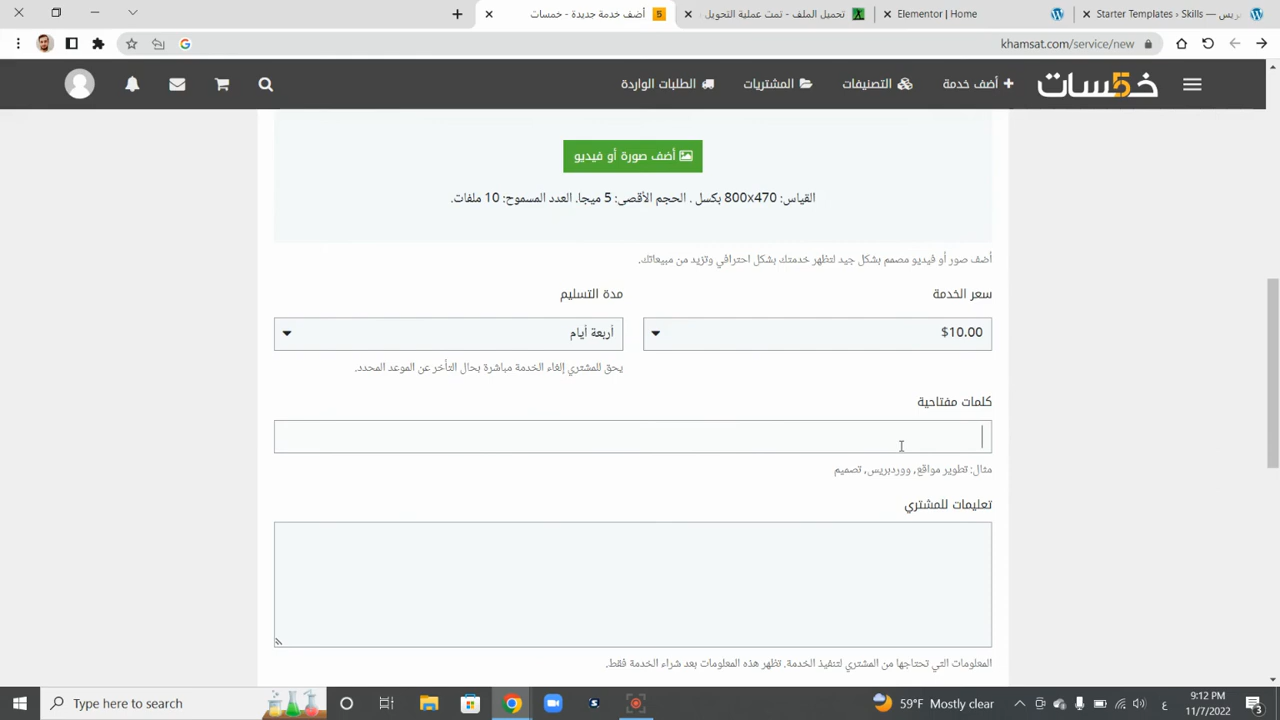 أضف خدمة جديدة - خمسات
تحميل الملف - تمت عملية التحويل
Elementor | Home
Starter Templates ‹ Skills —
khamsat.com/service/new
خمسات
أضف خدمة
التصنيفات
المشتريات
الطلبات الواردة
أضف صورة أو فيديو
القياس: 800x470 بكسل . الحجم الأقصى: 5 ميجا. العدد المسموح: 10 ملفات.
أضف صور أو فيديو مصمم بشكل جيد لتظهر خدمتك بشكل احترافي وتزيد من مبيعاتك.
سعر الخدمة
مدة التسليم
$10.00
أربعة أيام
يحق للمشتري إلغاء الخدمة مباشرة بحال التأخر عن الموعد المحدد.
كلمات مفتاحية
مثال: تطوير مواقع, ووردبريس, تصميم
تعليمات للمشتري
المعلومات التي تحتاجها من المشتري لتنفيذ الخدمة. تظهر هذه المعلومات بعد شراء الخدمة فقط.
Type here to search
59°F Mostly clear
ع
9:12 PM
11/7/2022
3